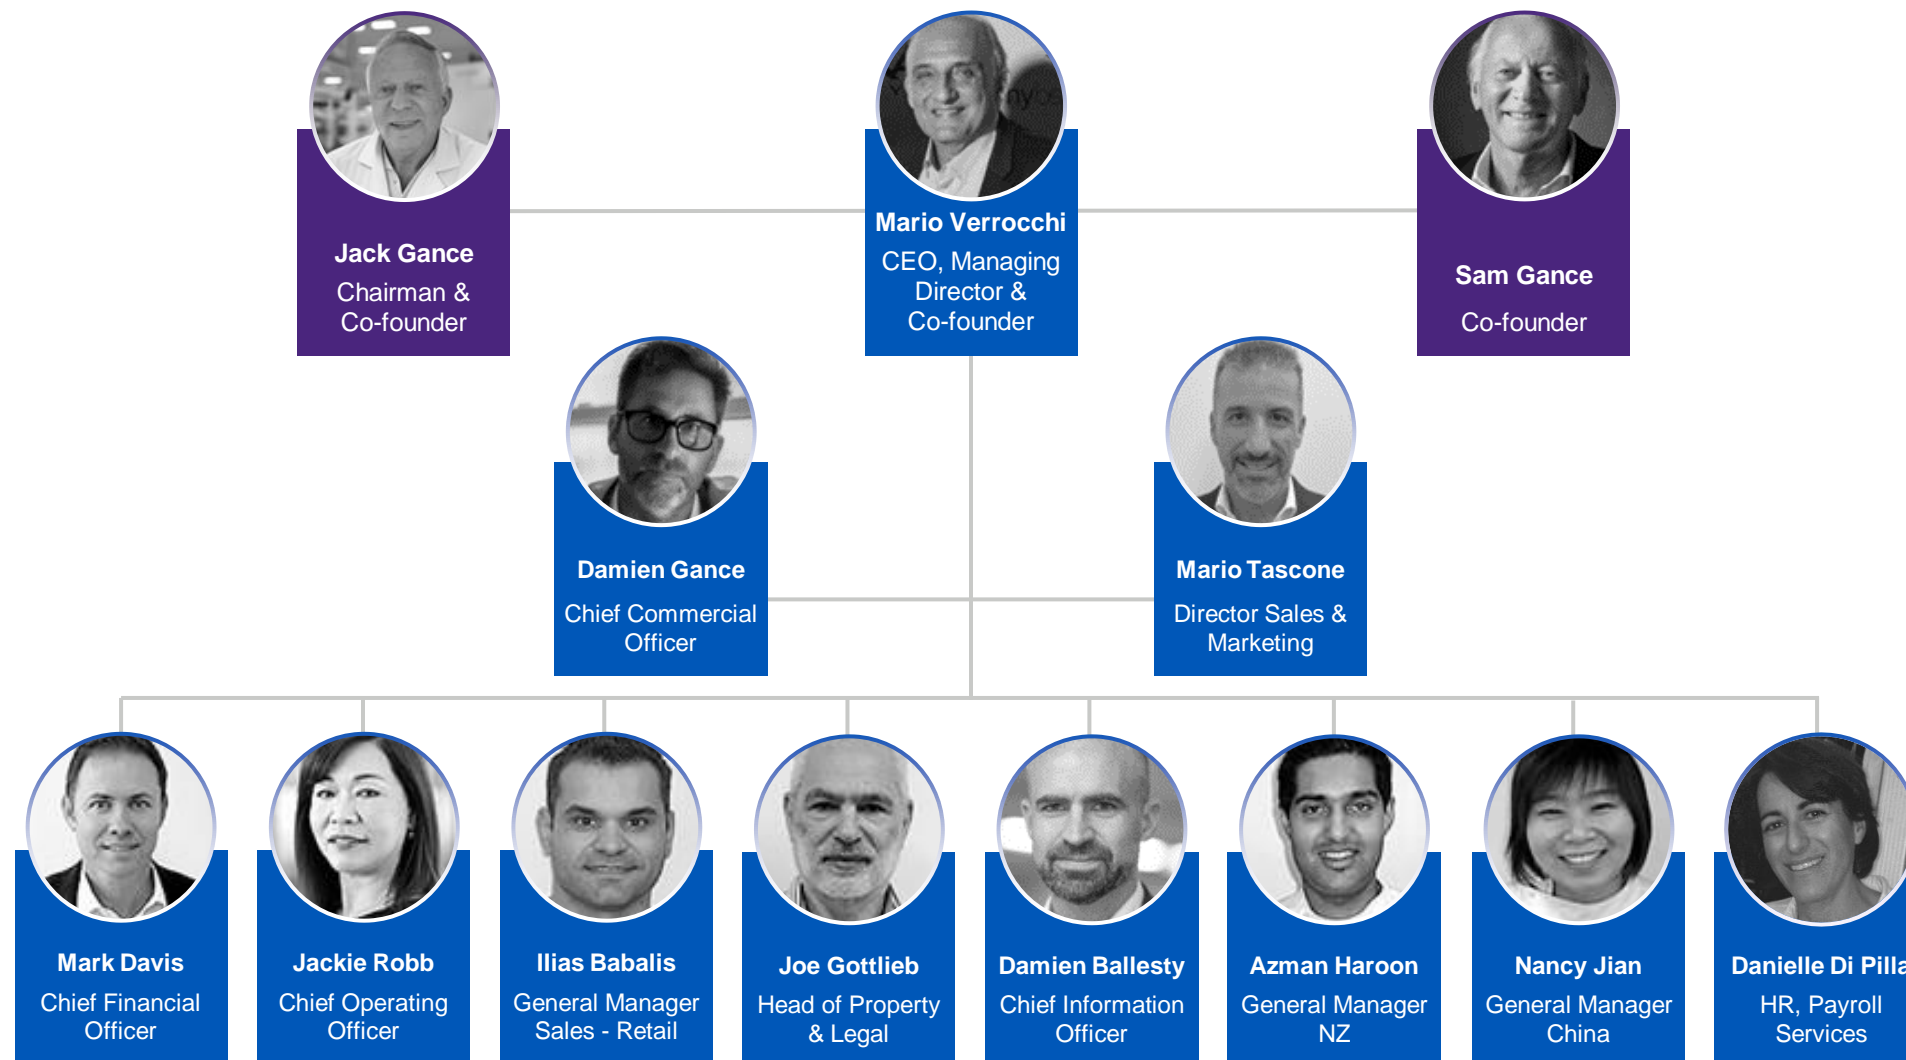 Jack Gance
Chairman &
Co-founder
Mario Verrocchi
CEO, Managing
Director &
Co-founder
Sam Gance
Co-founder
Damien Gance
Chief Commercial
Officer
Mario Tascone
Director Sales &
Marketing
Mark Davis
Chief Financial
Officer
Jackie Robb
Chief Operating
Officer
Ilias Babalis
General Manager
Sales - Retail
Joe Gottlieb
Head of Property
& Legal
Damien Ballesty
Chief Information
Officer
Azman Haroon
General Manager
NZ
Nancy Jian
General Manager
China
Danielle Di Pilla
HR, Payroll
Services